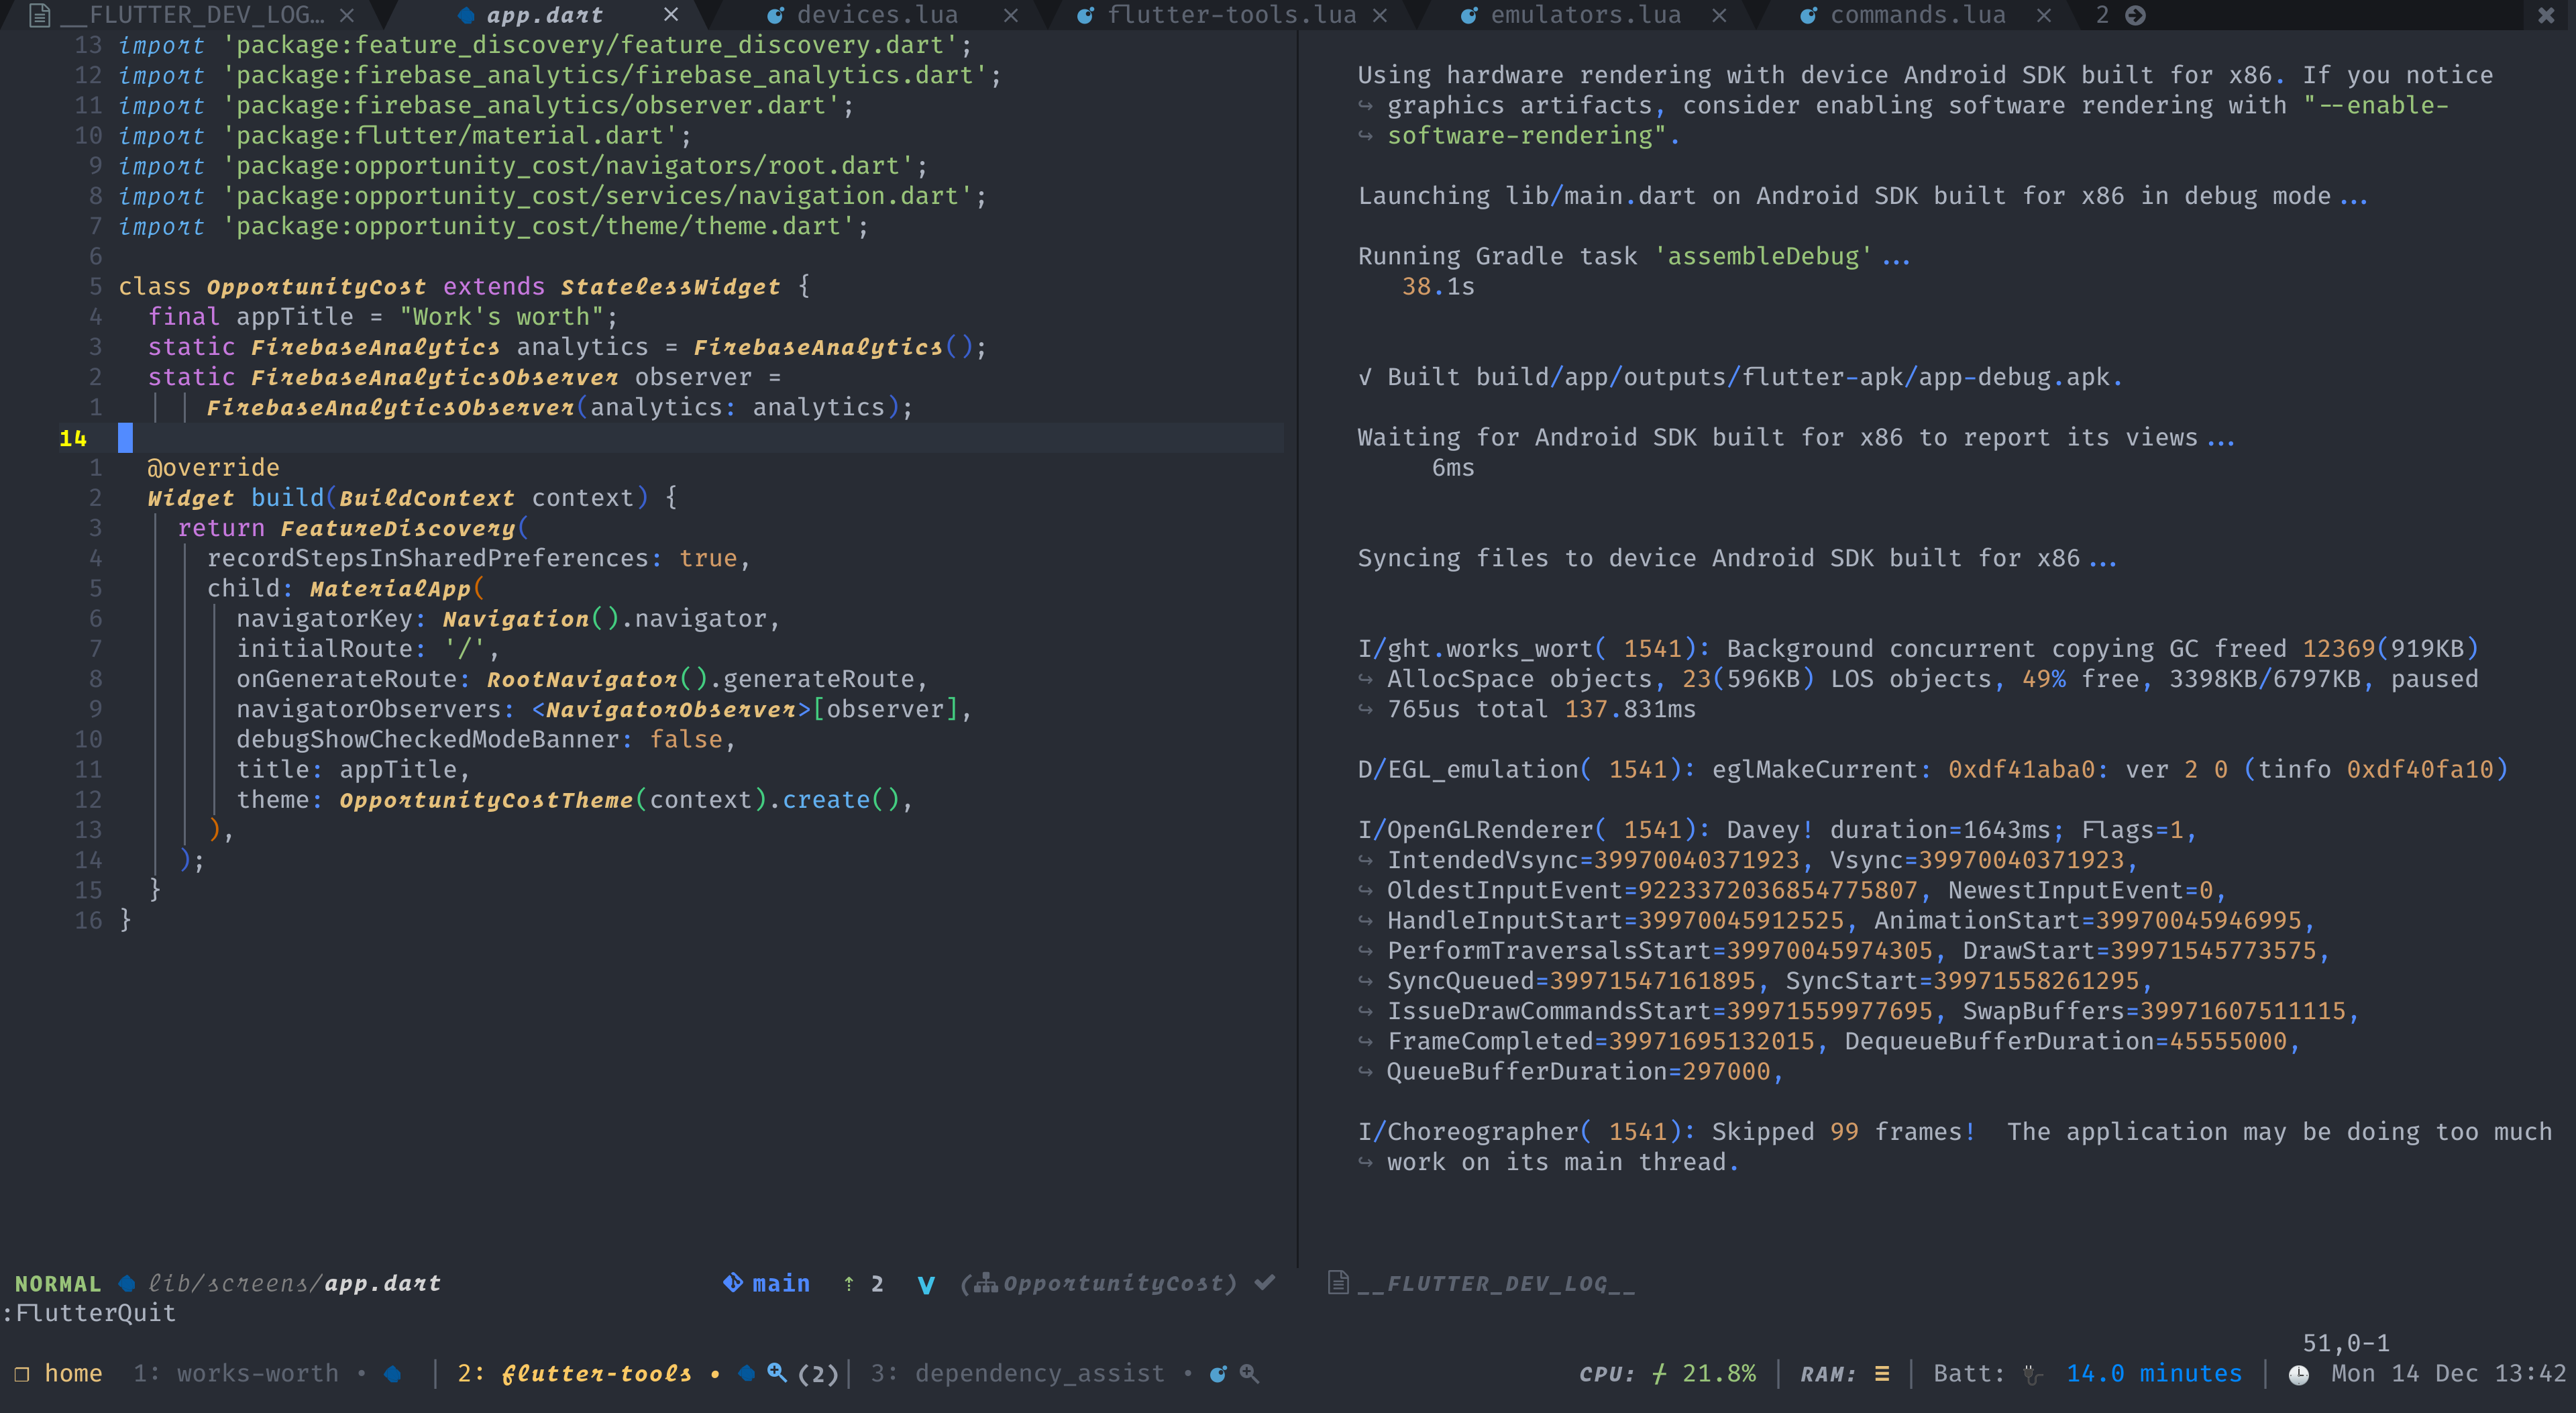 __FLUTTER_DEV_LOG… × app.dart × devices.lua × flutter-tools.lua × emulators.lua × commands.lua × 2
13 import 'package:feature_discovery/feature_discovery.dart';
12 import 'package:firebase_analytics/firebase_analytics.dart';
11 import 'package:firebase_analytics/observer.dart';
10 import 'package:flutter/material.dart';
9 import 'package:opportunity_cost/navigators/root.dart';
8 import 'package:opportunity_cost/services/navigation.dart';
7 import 'package:opportunity_cost/theme/theme.dart';
6
5 class OpportunityCost extends StatelessWidget {
4 final appTitle = "Work's worth";
3 static FirebaseAnalytics analytics = FirebaseAnalytics();
2 static FirebaseAnalyticsObserver observer =
1 FirebaseAnalyticsObserver(analytics: analytics);
14
1 @override
2 Widget build(BuildContext context) {
3 return FeatureDiscovery(
4 recordStepsInSharedPreferences: true,
5 child: MaterialApp(
6 navigatorKey: Navigation().navigator,
7 initialRoute: '/',
8 onGenerateRoute: RootNavigator().generateRoute,
9 navigatorObservers: <NavigatorObserver>[observer],
10 debugShowCheckedModeBanner: false,
11 title: appTitle,
12 theme: OpportunityCostTheme(context).create(),
13 ),
14 );
15 }
16 }
Using hardware rendering with device Android SDK built for x86. If you notice
↪ graphics artifacts, consider enabling software rendering with "--enable-
↪ software-rendering".
Launching lib/main.dart on Android SDK built for x86 in debug mode...
Running Gradle task 'assembleDebug'...
38.1s
√ Built build/app/outputs/flutter-apk/app-debug.apk.
Waiting for Android SDK built for x86 to report its views...
6ms
Syncing files to device Android SDK built for x86...
I/ght.works_wort( 1541): Background concurrent copying GC freed 12369(919KB)
↪ AllocSpace objects, 23(596KB) LOS objects, 49% free, 3398KB/6797KB, paused
↪ 765us total 137.831ms
D/EGL_emulation( 1541): eglMakeCurrent: 0xdf41aba0: ver 2 0 (tinfo 0xdf40fa10)
I/OpenGLRenderer( 1541): Davey! duration=1643ms; Flags=1,
↪ IntendedVsync=39970040371923, Vsync=39970040371923,
↪ OldestInputEvent=9223372036854775807, NewestInputEvent=0,
↪ HandleInputStart=39970045912525, AnimationStart=39970045946995,
↪ PerformTraversalsStart=39970045974305, DrawStart=39971545773575,
↪ SyncQueued=39971547161895, SyncStart=39971558261295,
↪ IssueDrawCommandsStart=39971559977695, SwapBuffers=39971607511115,
↪ FrameCompleted=39971695132015, DequeueBufferDuration=45555000,
↪ QueueBufferDuration=297000,
I/Choreographer( 1541): Skipped 99 frames!  The application may be doing too much
↪ work on its main thread.
NORMAL lib/screens/app.dart main ↑ 2 V (OpportunityCost) ✓ __FLUTTER_DEV_LOG__
:FlutterQuit
51,0-1
❐ home 1: works-worth • | 2: flutter-tools • (2) | 3: dependency_assist • CPU: 21.8% | RAM: ≡ | Batt: 14.0 minutes | Mon 14 Dec 13:42